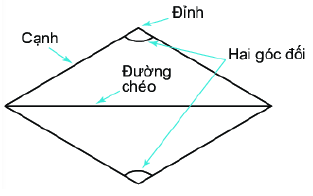 Đỉnh
Cạnh
Hai góc đối
Đường
chéo